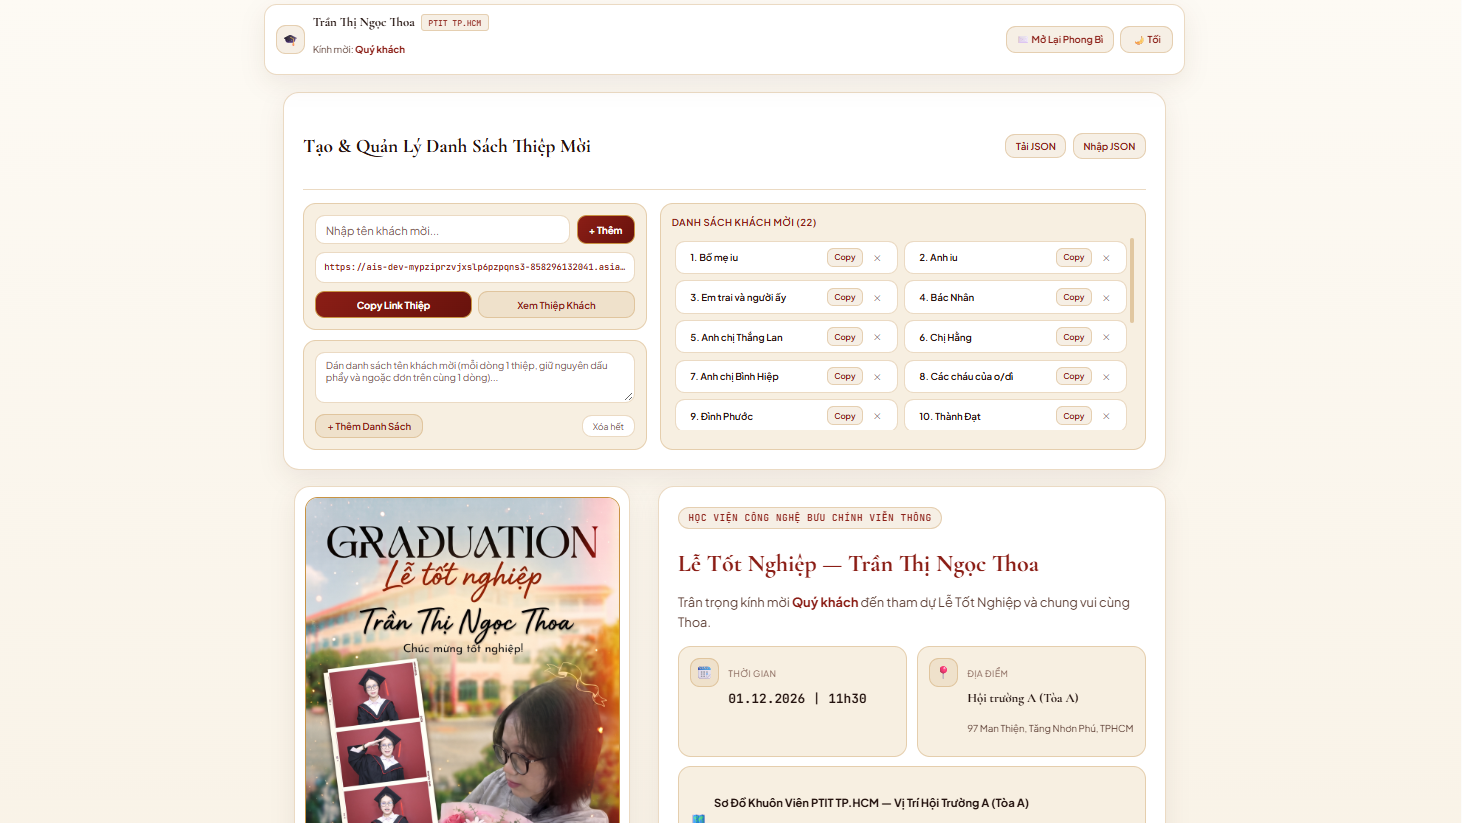 Trần Thị Ngọc Thoa
PTIT TP.HCM
Kính mời: Quý khách
Mở Lại Phong Bì
Tối
Tạo & Quản Lý Danh Sách Thiệp Mời
Tải JSON
Nhập JSON
Nhập tên khách mời...
+ Thêm
https://ais-dev-mypziprzvjxslp6pzpqns3-858296132041.asia…
Copy Link Thiệp
Xem Thiệp Khách
Dán danh sách tên khách mời (mỗi dòng 1 thiệp, giữ nguyên dấu
phẩy và ngoặc đơn trên cùng 1 dòng)...
+ Thêm Danh Sách
Xóa hết
DANH SÁCH KHÁCH MỜI (22)
1. Bố mẹ iu Copy ×
2. Anh iu Copy ×
3. Em trai và người ấy Copy ×
4. Bác Nhân Copy ×
5. Anh chị Thắng Lan Copy ×
6. Chị Hằng Copy ×
7. Anh chị Bình Hiệp Copy ×
8. Các cháu của o/dì Copy ×
9. Đình Phước Copy ×
10. Thành Đạt Copy ×
GRADUATION
Lễ tốt nghiệp
Trần Thị Ngọc Thoa
Chúc mừng tốt nghiệp!
HỌC VIỆN CÔNG NGHỆ BƯU CHÍNH VIỄN THÔNG
Lễ Tốt Nghiệp — Trần Thị Ngọc Thoa
Trân trọng kính mời Quý khách đến tham dự Lễ Tốt Nghiệp và chung vui cùng
Thoa.
THỜI GIAN
01.12.2026 | 11h30
ĐỊA ĐIỂM
Hội trường A (Tòa A)
97 Man Thiện, Tăng Nhơn Phú, TPHCM
Sơ Đồ Khuôn Viên PTIT TP.HCM — Vị Trí Hội Trường A (Tòa A)